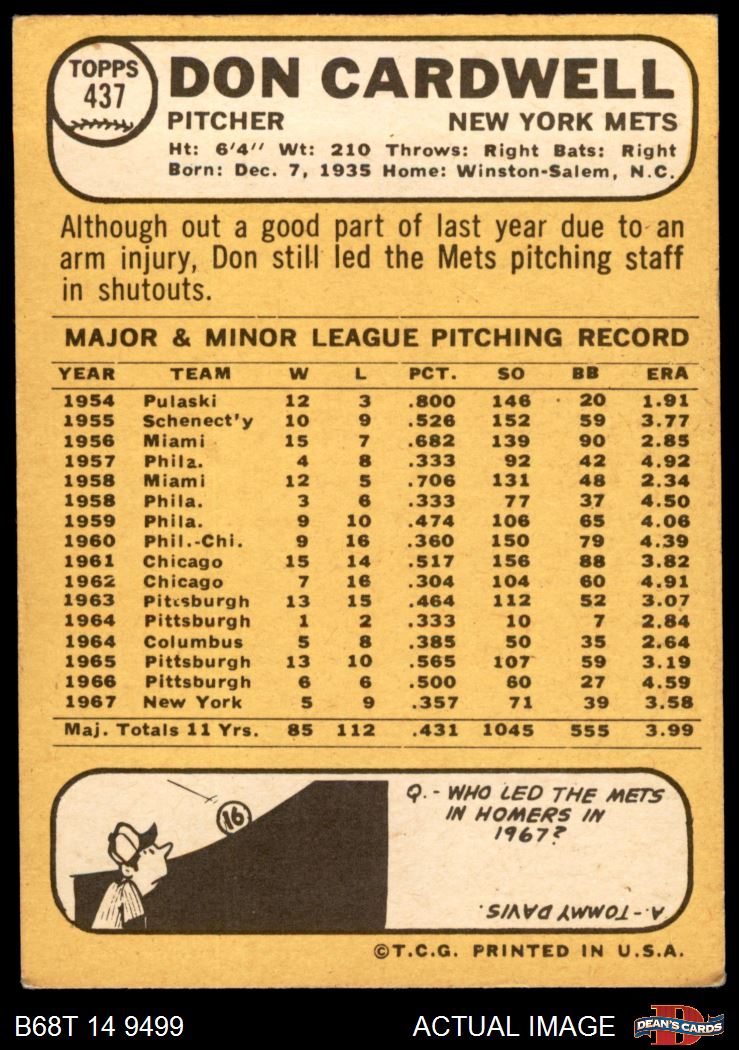 TOPPS
437
DON CARDWELL
PITCHER NEW YORK METS
Ht: 6'4" Wt: 210 Throws: Right Bats: Right
Born: Dec. 7, 1935 Home: Winston-Salem, N.C.
Although out a good part of last year due to an
arm injury, Don still led the Mets pitching staff
in shutouts.
MAJOR & MINOR LEAGUE PITCHING RECORD
YEAR TEAM W L PCT. SO BB ERA
1954 Pulaski 12 3 .800 146 20 1.91
1955 Schenect'y 10 9 .526 152 59 3.77
1956 Miami 15 7 .682 139 90 2.85
1957 Phila. 4 8 .333 92 42 4.92
1958 Miami 12 5 .706 131 48 2.34
1958 Phila. 3 6 .333 77 37 4.50
1959 Phila. 9 10 .474 106 65 4.06
1960 Phil.-Chi. 9 16 .360 150 79 4.39
1961 Chicago 15 14 .517 156 88 3.82
1962 Chicago 7 16 .304 104 60 4.91
1963 Pittsburgh 13 15 .464 112 52 3.07
1964 Pittsburgh 1 2 .333 10 7 2.84
1964 Columbus 5 8 .385 50 35 2.64
1965 Pittsburgh 13 10 .565 107 59 3.19
1966 Pittsburgh 6 6 .500 60 27 4.59
1967 New York 5 9 .357 71 39 3.58
Maj. Totals 11 Yrs. 85 112 .431 1045 555 3.99
16
Q.- WHO LED THE METS
IN HOMERS IN
1967?
A.- TOMMY DAVIS.
©T.C.G. PRINTED IN U.S.A.
B68T 14 9499 ACTUAL IMAGE
D
DEAN'S CARDS